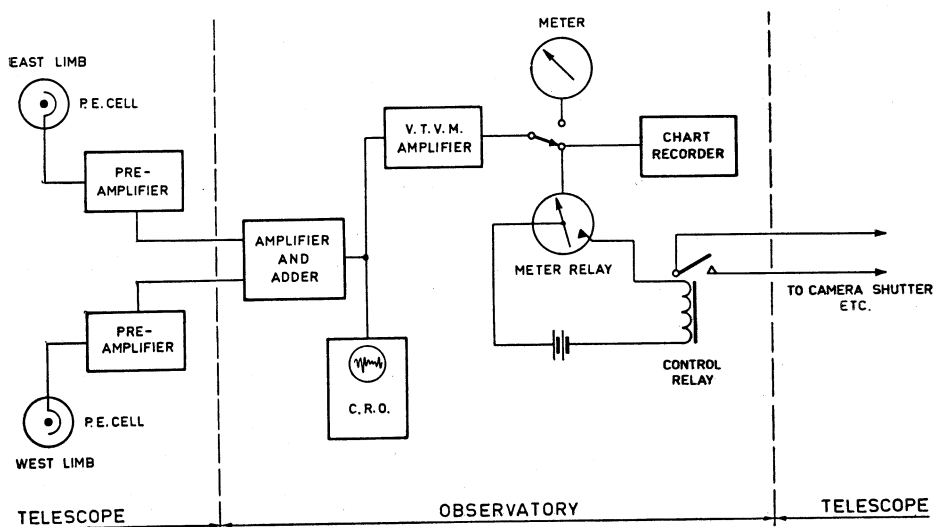 METER
EAST LIMB
P.E. CELL
V.T.V.M.
AMPLIFIER
CHART
RECORDER
PRE-
AMPLIFIER
AMPLIFIER
AND
ADDER
METER RELAY
TO CAMERA SHUTTER
ETC.
PRE-
AMPLIFIER
CONTROL
RELAY
C.R.O.
P.E. CELL
WEST LIMB
TELESCOPE
OBSERVATORY
TELESCOPE